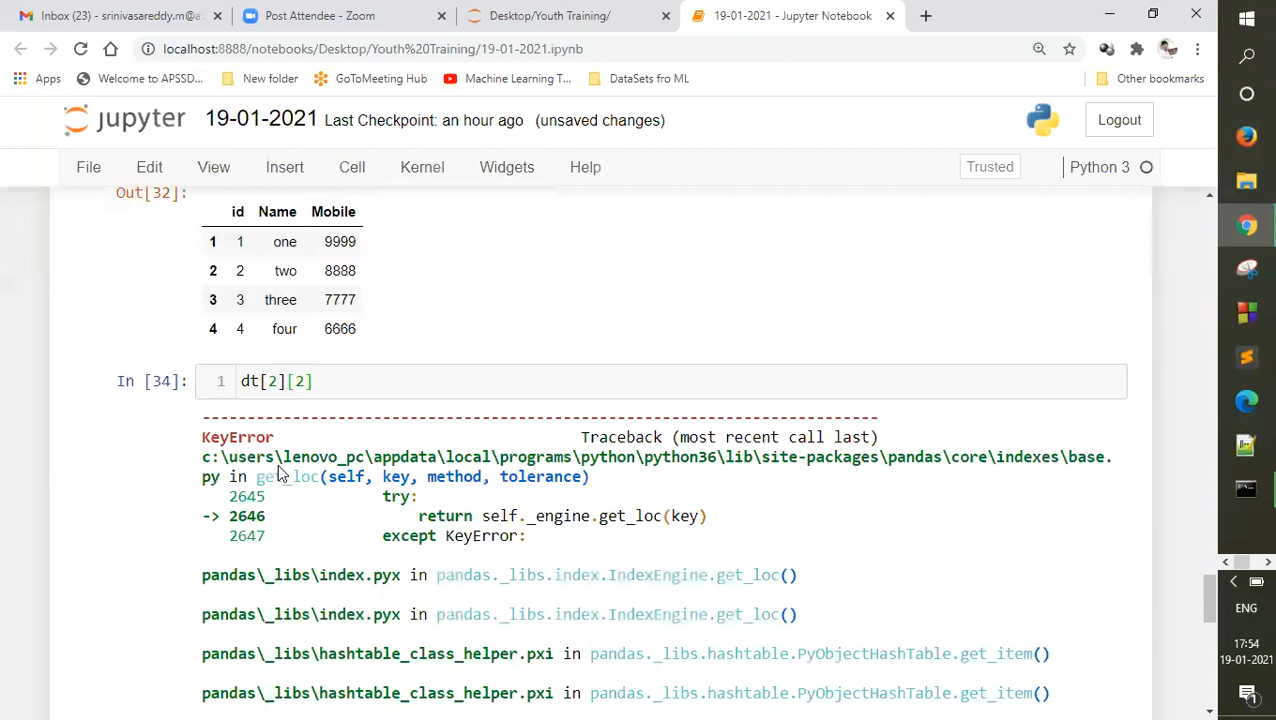 Inbox (23) - srinivasareddy.m@a
Post Attendee - Zoom
Desktop/Youth Training/
19-01-2021 - Jupyter Notebook
localhost:8888/notebooks/Desktop/Youth%20Training/19-01-2021.ipynb
Apps
Welcome to APSSD...
New folder
GoToMeeting Hub
Machine Learning T...
DataSets fro ML
Other bookmarks
jupyter 19-01-2021 Last Checkpoint: an hour ago (unsaved changes)
Logout
File Edit View Insert Cell Kernel Widgets Help
Trusted
Python 3
Out[32]:
id Name Mobile
1 1 one 9999
2 2 two 8888
3 3 three 7777
4 4 four 6666
In [34]: 1 dt[2][2]
---------------------------------------------------------------------------
KeyError Traceback (most recent call last)
c:\users\lenovo_pc\appdata\local\programs\python\python36\lib\site-packages\pandas\core\indexes\base.
py in get_loc(self, key, method, tolerance)
2645 try:
-> 2646 return self._engine.get_loc(key)
2647 except KeyError:
pandas\_libs\index.pyx in pandas._libs.index.IndexEngine.get_loc()
pandas\_libs\index.pyx in pandas._libs.index.IndexEngine.get_loc()
pandas\_libs\hashtable_class_helper.pxi in pandas._libs.hashtable.PyObjectHashTable.get_item()
pandas\_libs\hashtable_class_helper.pxi in pandas._libs.hashtable.PyObjectHashTable.get_item()
ENG
17:54
19-01-2021
1